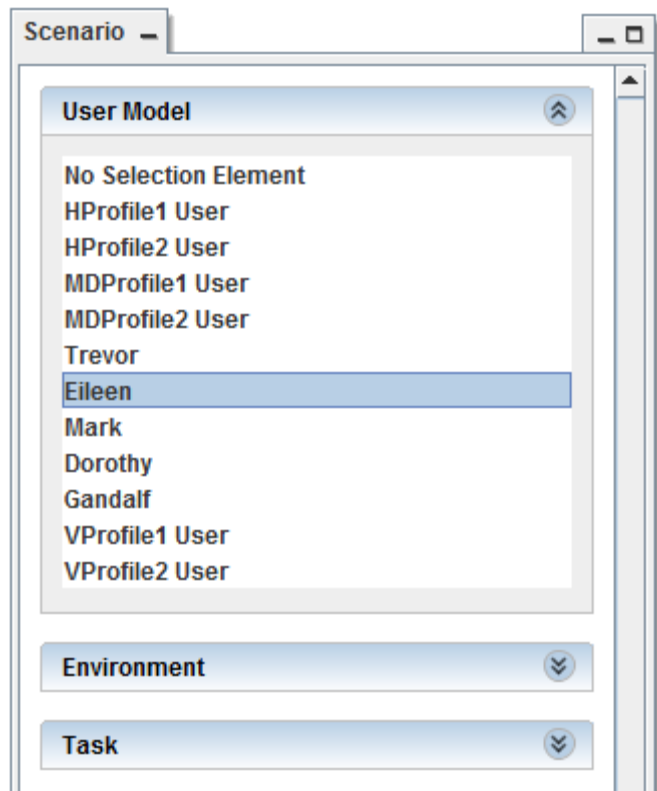 Scenario
User Model
No Selection Element
HProfile1 User
HProfile2 User
MDProfile1 User
MDProfile2 User
Trevor
Eileen
Mark
Dorothy
Gandalf
VProfile1 User
VProfile2 User
Environment
Task